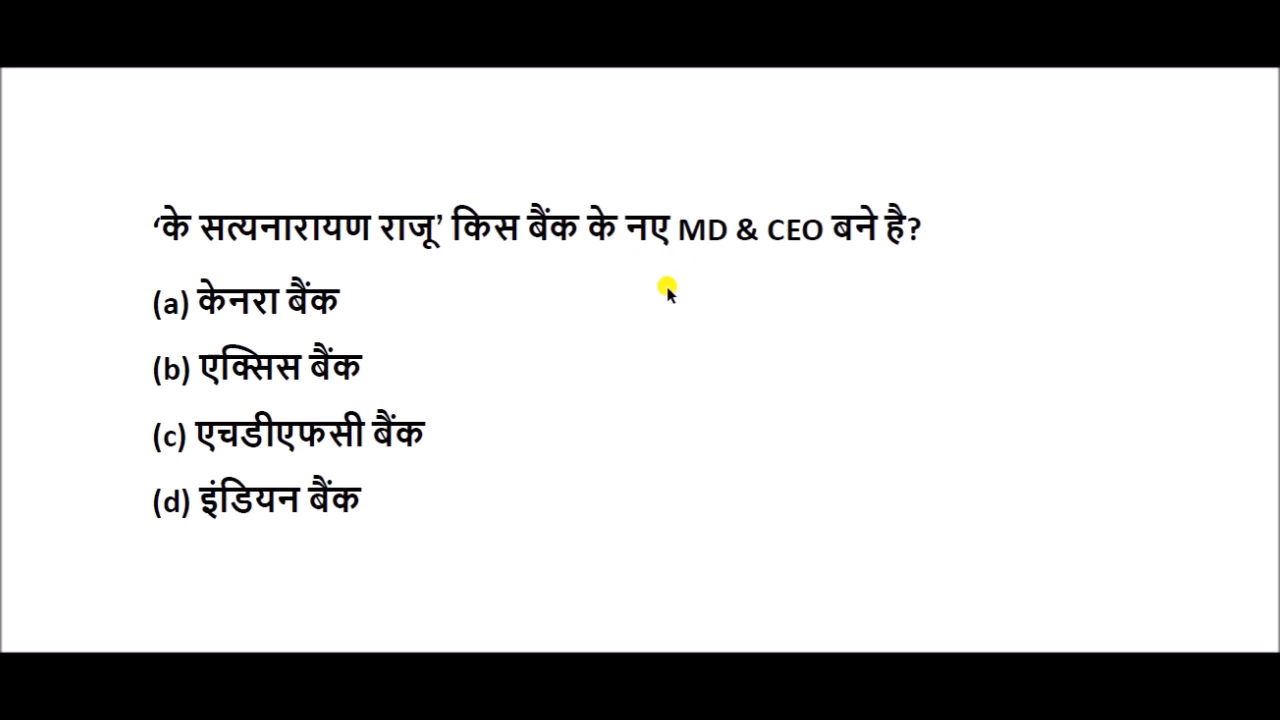 ‘के सत्यनारायण राजू’ किस बैंक के नए MD & CEO बने है?
(a) केनरा बैंक
(b) एक्सिस बैंक
(c) एचडीएफसी बैंक
(d) इंडियन बैंक